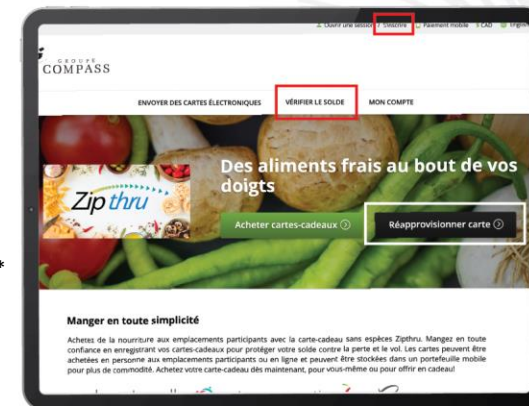 Ouvrir une session / S'inscrire Paiement mobile $ CAD English
GROUPE
COMPASS
ENVOYER DES CARTES ÉLECTRONIQUES VÉRIFIER LE SOLDE MON COMPTE
Des aliments frais au bout de vos
doigts
Zip thru
Acheter cartes-cadeaux Réapprovisionner carte
*
Manger en toute simplicité
Achetez de la nourriture aux emplacements participants avec la carte-cadeau sans espèces Zipthru. Mangez en toute
confiance en enregistrant vos cartes-cadeaux pour protéger votre solde contre la perte et le vol. Les cartes peuvent être
achetées en personne aux emplacements participants ou en ligne et peuvent être stockées dans un portefeuille mobile
pour plus de commodité. Achetez votre carte-cadeau dès maintenant, pour vous-même ou pour offrir en cadeau!